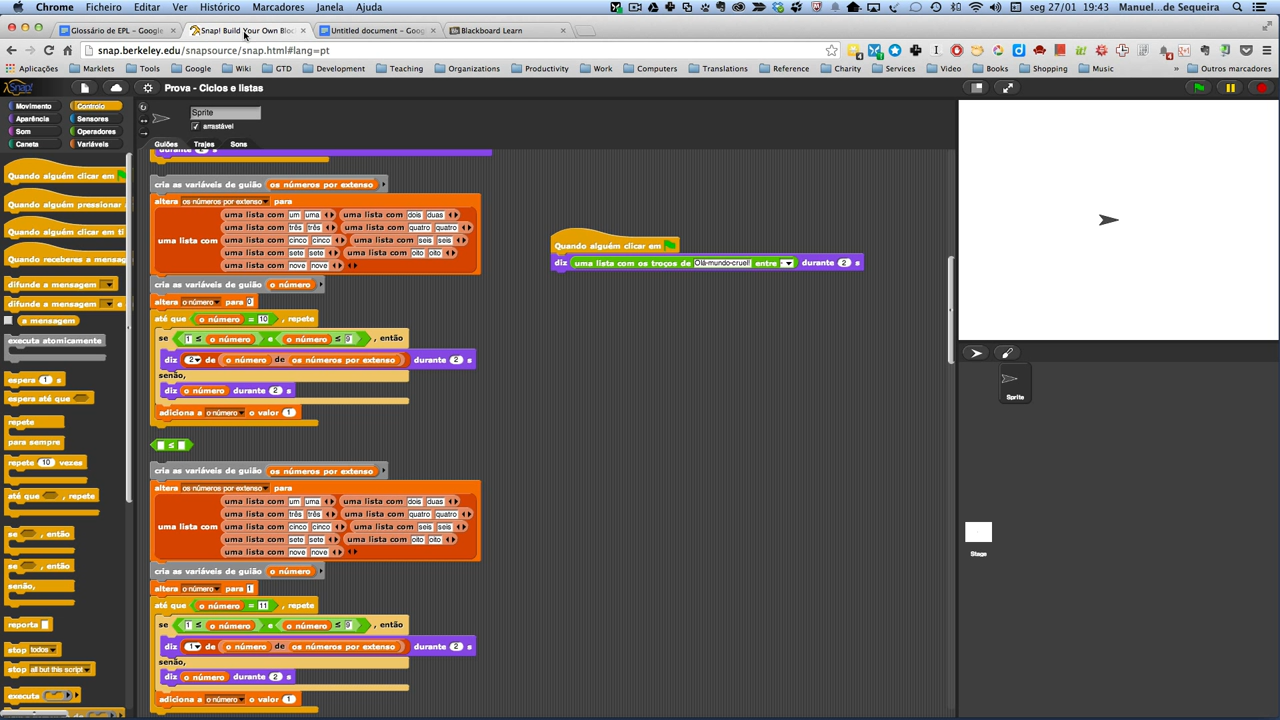 Chrome Ficheiro Editar Ver Histórico Marcadores Janela Ajuda seg 27/01 19:43 Manuel...de Sequeira
Glossário de EPL – Google Snap! Build Your Own Bloc Untitled document – Goog Blackboard Learn
snap.berkeley.edu/snapsource/snap.html#lang=pt
Aplicações Marklets Tools Google Wiki GTD Development Teaching Organizations Productivity Work Computers Translations Reference Charity Services Video Books Shopping Music » Outros marcadores
Snap! Prova - Ciclos e listas
Movimento Controlo
Aparência Sensores
Som Operadores
Caneta Variáveis
Sprite
arrastável
Guiões Trajes Sons
Quando alguém clicar em
Quando alguém pressionar
Quando alguém clicar em ti
Quando receberes a mensag
difunde a mensagem
difunde a mensagem e
a mensagem
executa atomicamente
espera 1 s
espera até que
repete
para sempre
repete 10 vezes
até que , repete
se , então
se , então
senão,
reporta
stop todos
stop all but this script
executa
durante 2 s
cria as variáveis de guião os números por extenso
altera os números por extenso para
uma lista com
uma lista com um uma uma lista com dois duas
uma lista com três três uma lista com quatro quatro
uma lista com cinco cinco uma lista com seis seis
uma lista com sete sete uma lista com oito oito
uma lista com nove nove
cria as variáveis de guião o número
altera o número para 0
até que o número = 10 , repete
se 1 ≤ o número e o número ≤ 9 , então
diz 2 de o número de os números por extenso durante 2 s
senão,
diz o número durante 2 s
adiciona a o número o valor 1
≤
cria as variáveis de guião os números por extenso
altera os números por extenso para
uma lista com
uma lista com um uma uma lista com dois duas
uma lista com três três uma lista com quatro quatro
uma lista com cinco cinco uma lista com seis seis
uma lista com sete sete uma lista com oito oito
uma lista com nove nove
cria as variáveis de guião o número
altera o número para 1
até que o número = 11 , repete
se 1 ≤ o número e o número ≤ 9 , então
diz 1 de o número de os números por extenso durante 2 s
senão,
diz o número durante 2 s
adiciona a o número o valor 1
Quando alguém clicar em
diz uma lista com os troços de Olá-mundo-cruel! entre - durante 2 s
Sprite
Stage